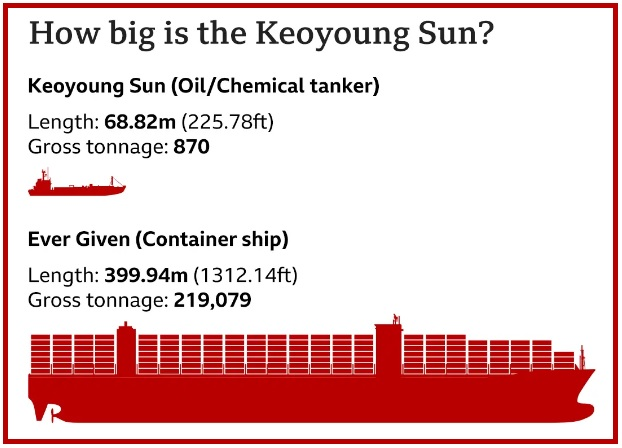 How big is the Keoyoung Sun?
Keoyoung Sun (Oil/Chemical tanker)
Length: 68.82m (225.78ft)
Gross tonnage: 870
Ever Given (Container ship)
Length: 399.94m (1312.14ft)
Gross tonnage: 219,079